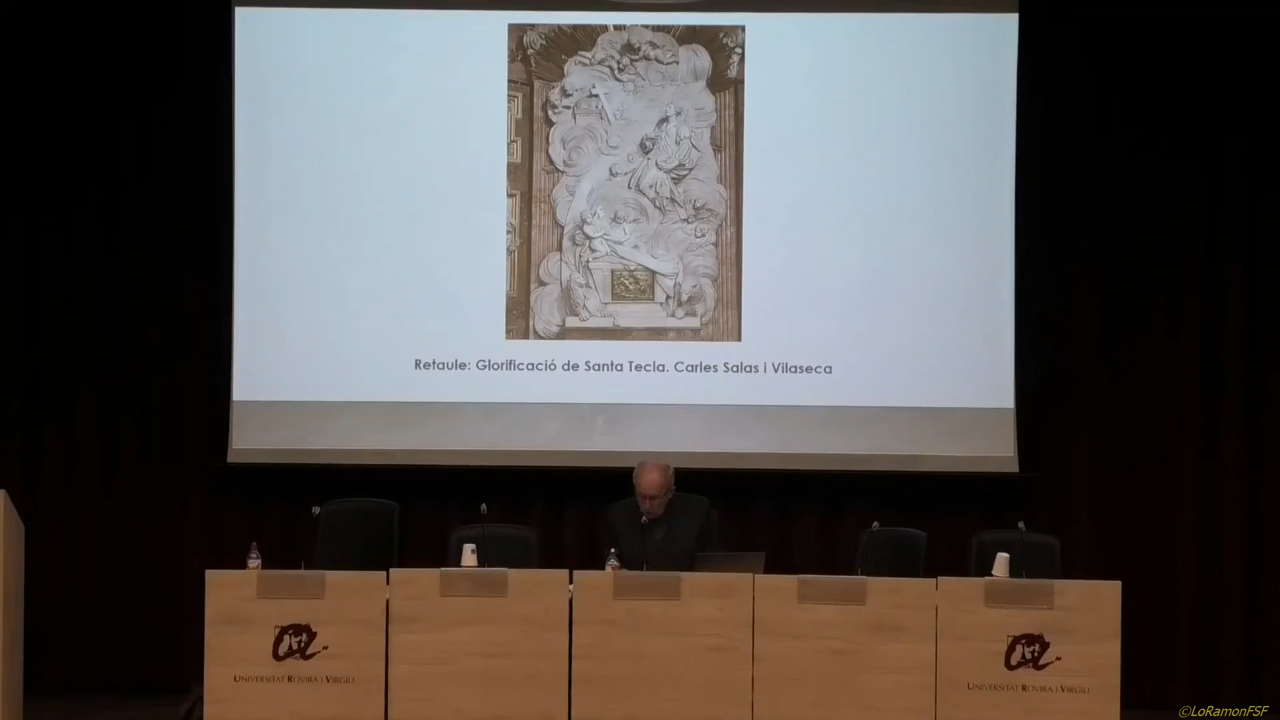 Retaule: Glorificació de Santa Tecla. Carles Salas i Vilaseca
UNIVERSITAT ROVIRA I VIRGILI
UNIVERSITAT ROVIRA I VIRGILI
©LoRamonFSF